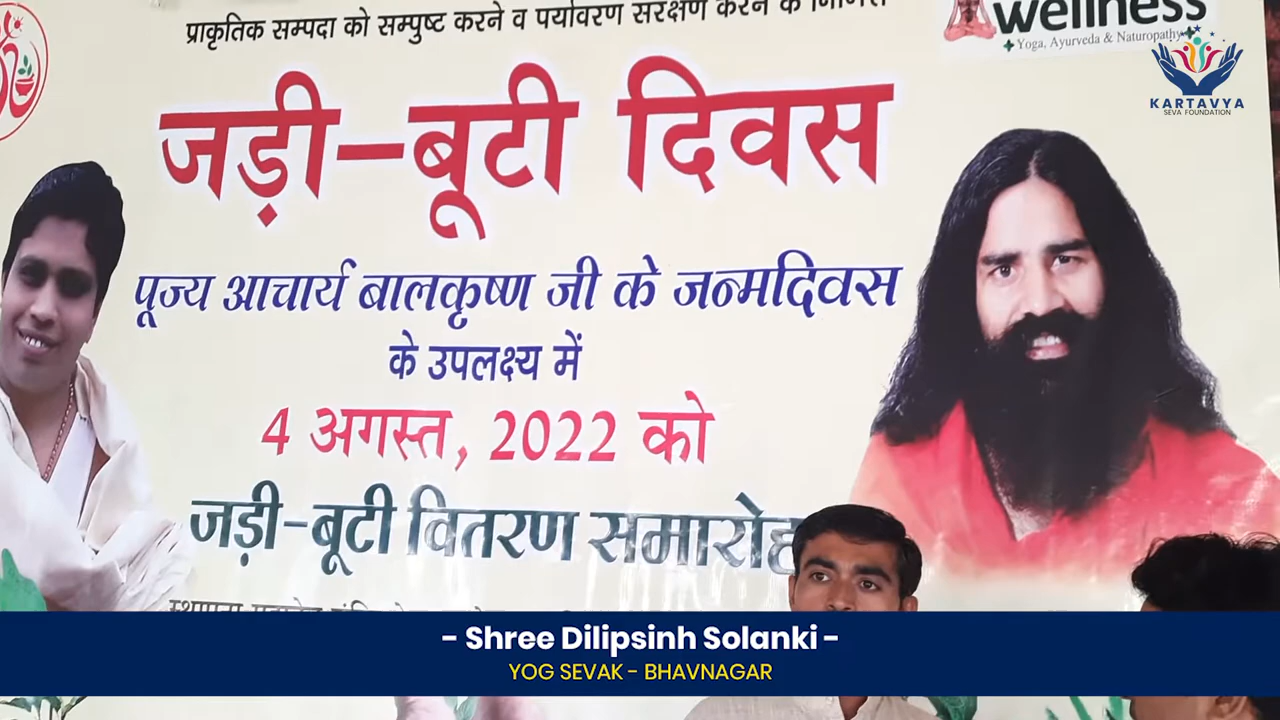 प्राकृतिक सम्पदा को सम्पुष्ट करने व पर्यावरण संरक्षण करने के
wellness
Yoga, Ayurveda & Naturopathy
KARTAVYA
SEVA FOUNDATION
जड़ी-बूटी दिवस
पूज्य आचार्य बालकृष्ण जी के जन्मदिवस
के उपलक्ष्य में
4 अगस्त, 2022 को
जड़ी-बूटी वितरण समारोह
- Shree Dilipsinh Solanki -
YOG SEVAK - BHAVNAGAR